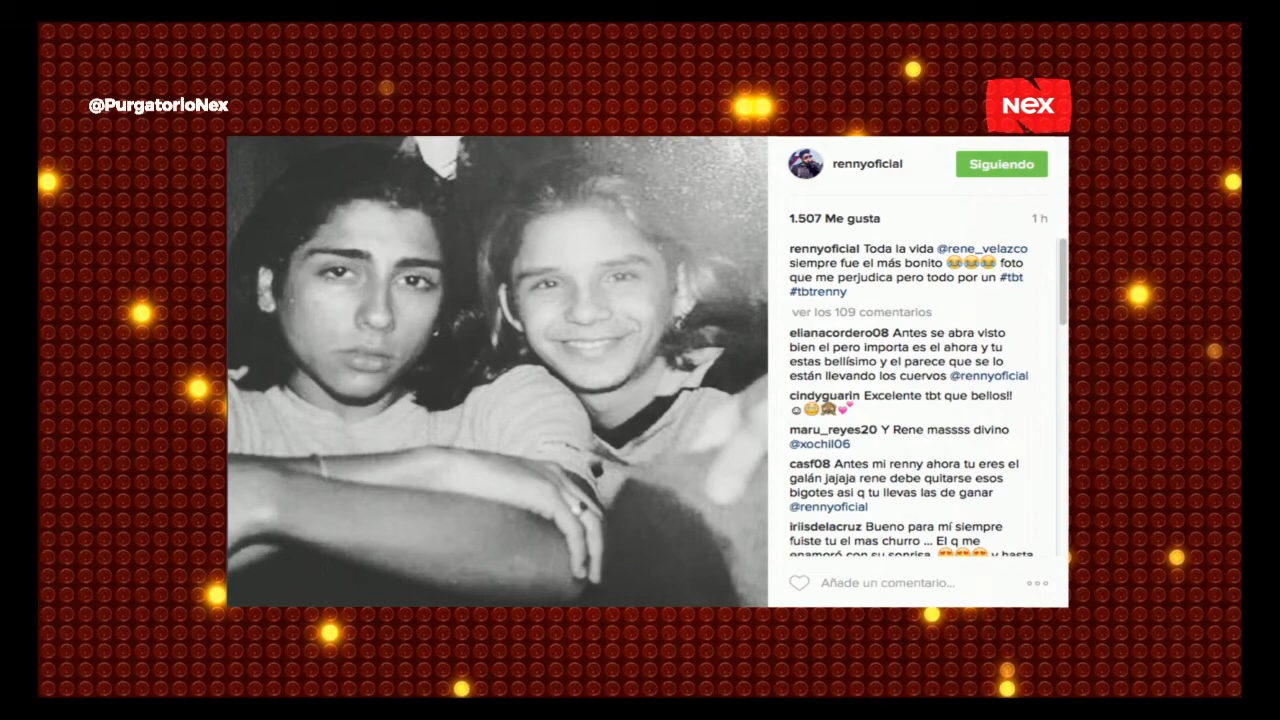 @PurgatorioNex
NEX
rennyoficial
Siguiendo
1.507 Me gusta
1 h
rennyoficial Toda la vida @rene_velazco
siempre fue el más bonito 😂😂😂 foto
que me perjudica pero todo por un #tbt
#tbtrenny
ver los 109 comentarios
elianacordero08 Antes se abra visto
bien el pero importa es el ahora y tu
estas bellísimo y el parece que se lo
están llevando los cuervos @rennyoficial
cindyguarin Excelente tbt que bellos!!
maru_reyes20 Y Rene massss divino
@xochil06
casf08 Antes mi renny ahora tu eres el
galán jajaja rene debe quitarse esos
bigotes asi q tu llevas las de ganar
@rennyoficial
iriisdelacruz Bueno para mí siempre
fuiste tu el mas churro ... El q me
enamoró con su sonrisa 😍😍😍 y hasta
Añade un comentario...